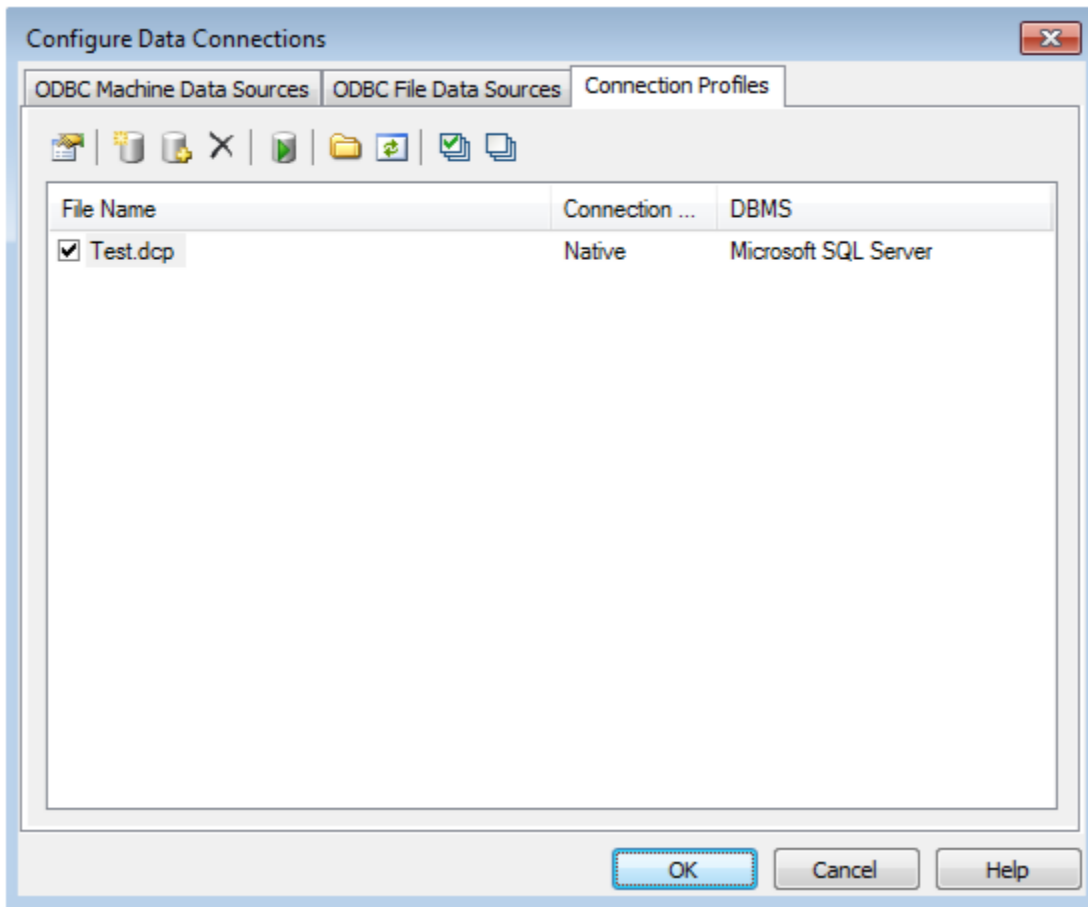 Configure Data Connections
ODBC Machine Data Sources ODBC File Data Sources Connection Profiles
File Name Connection ... DBMS
Test.dcp Native Microsoft SQL Server
OK Cancel Help